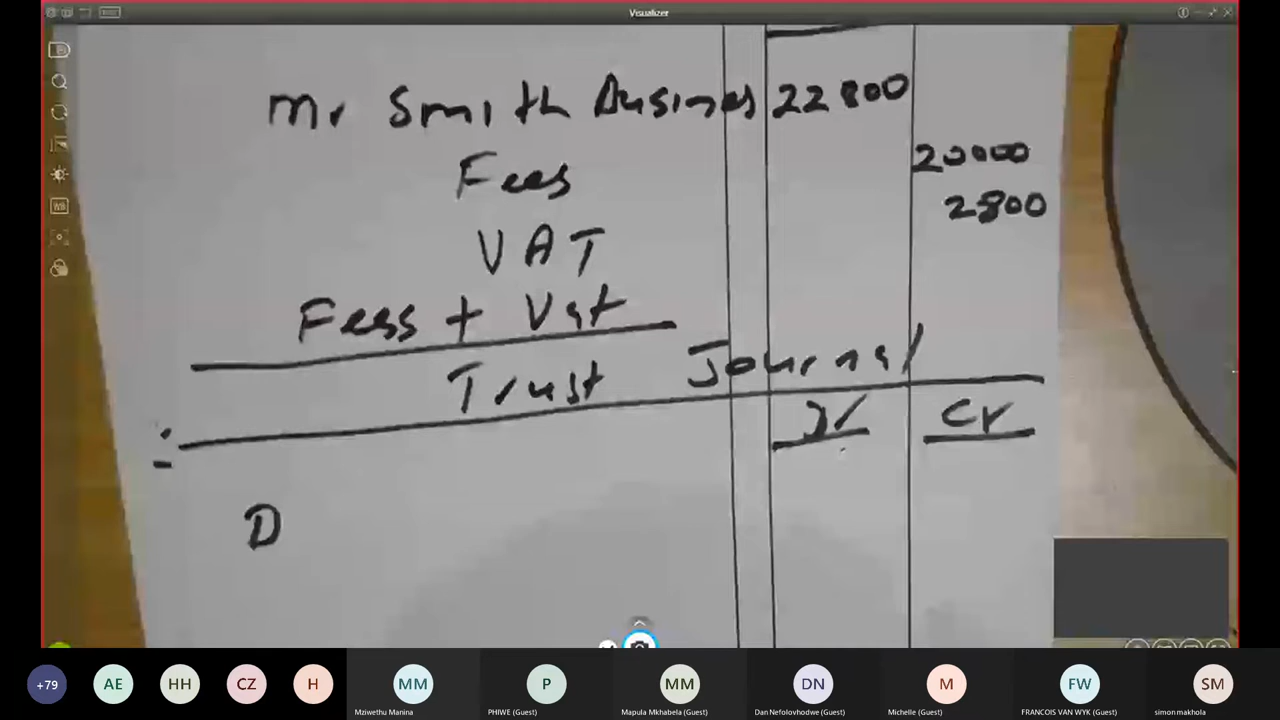 Visualizer
Mr Smith Busines 22800
Fees 20000
VAT 2800
Fess + Vat
Trust Journal
Dr Cr
D
+79 AE HH CZ H MM P MM DN M FW SM
Mziwethu Manina PHIWE (Guest) Mapula Mkhabela (Guest) Dan Nefolovhodwe (Guest) Michelle (Guest) FRANCOIS VAN WYK (Guest) simon makhola